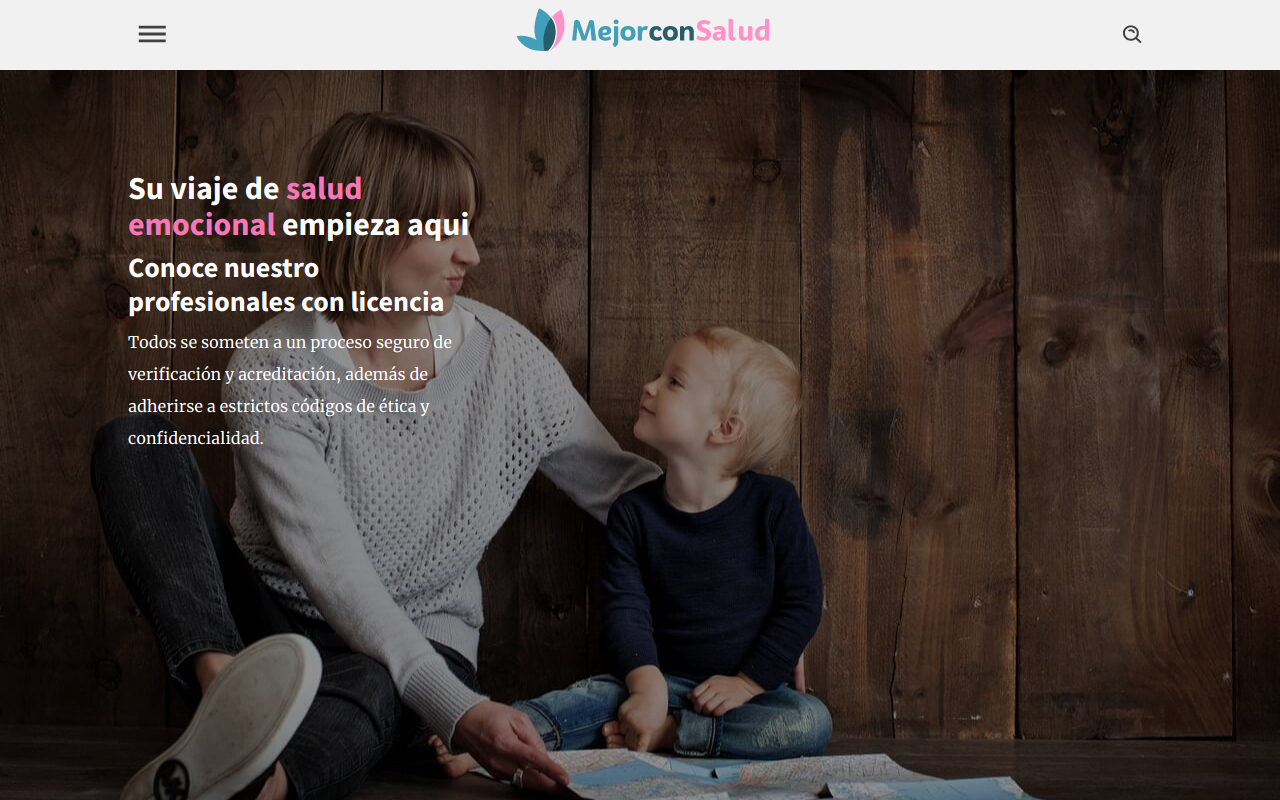 MejorconSalud
Su viaje de salud
emocional empieza aqui
Conoce nuestro
profesionales con licencia
Todos se someten a un proceso seguro de
verificación y acreditación, además de
adherirse a estrictos códigos de ética y
confidencialidad.